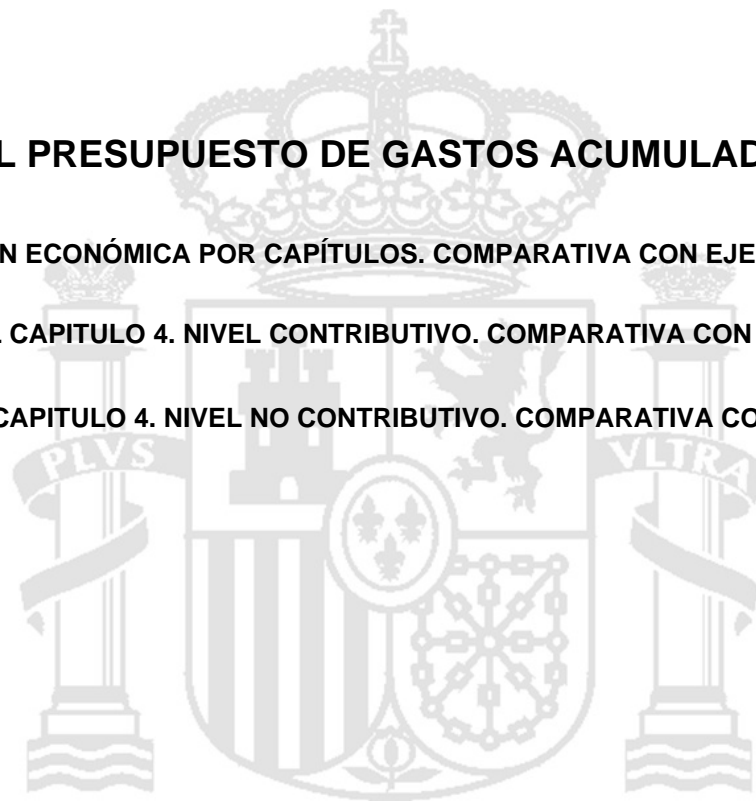 L PRESUPUESTO DE GASTOS ACUMULAD
N ECONÓMICA POR CAPÍTULOS. COMPARATIVA CON EJE
CAPITULO 4. NIVEL CONTRIBUTIVO. COMPARATIVA CON
CAPITULO 4. NIVEL NO CONTRIBUTIVO. COMPARATIVA CO
PLVS
VLTRA